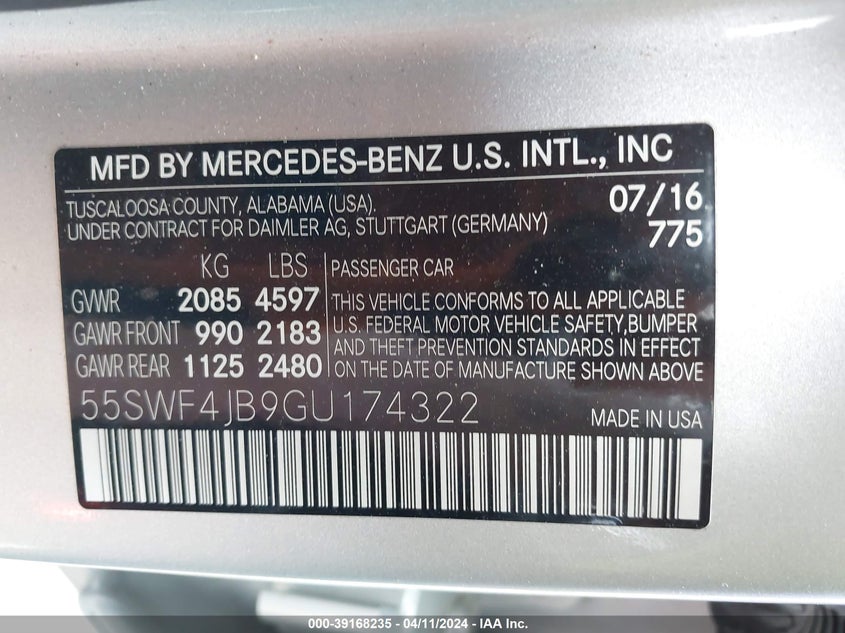 MFD BY MERCEDES-BENZ U.S. INTL., INC
TUSCALOOSA COUNTY, ALABAMA (USA).
UNDER CONTRACT FOR DAIMLER AG, STUTTGART (GERMANY)
07/16
775
KG LBS
GVWR 2085 4597
GAWR FRONT 990 2183
GAWR REAR 1125 2480
PASSENGER CAR
THIS VEHICLE CONFORMS TO ALL APPLICABLE
U.S. FEDERAL MOTOR VEHICLE SAFETY,BUMPER
AND THEFT PREVENTION STANDARDS IN EFFECT
ON THE DATE OF MANUFACTURE SHOWN ABOVE
55SWF4JB9GU174322
MADE IN USA
000-39168235 - 04/11/2024 - IAA Inc.